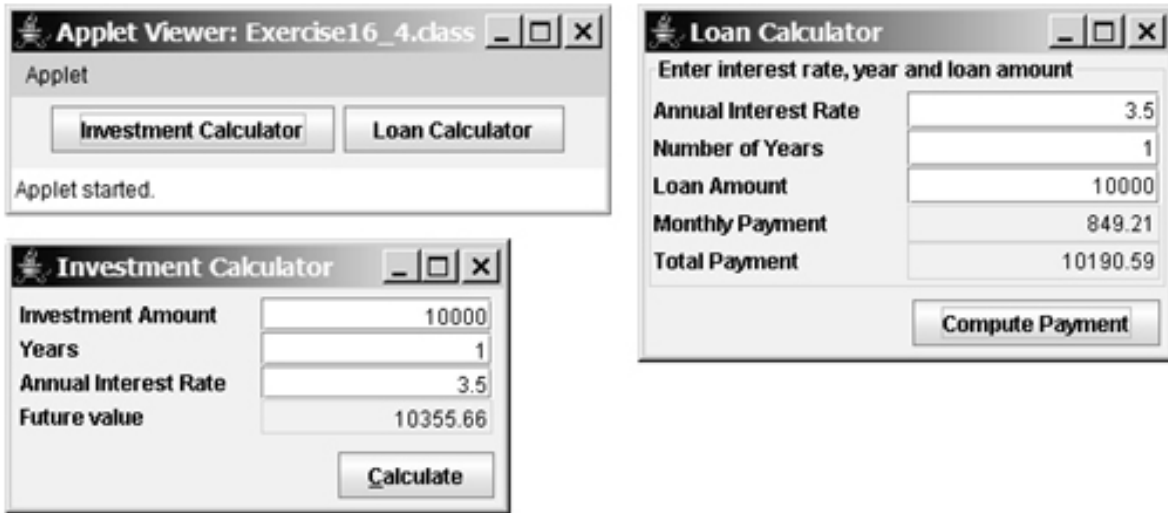 Applet Viewer: Exercise16_4.class
Applet
Investment Calculator Loan Calculator
Applet started.
Investment Calculator
Investment Amount 10000
Years 1
Annual Interest Rate 3.5
Future value 10355.66
Calculate
Loan Calculator
Enter interest rate, year and loan amount
Annual Interest Rate 3.5
Number of Years 1
Loan Amount 10000
Monthly Payment 849.21
Total Payment 10190.59
Compute Payment